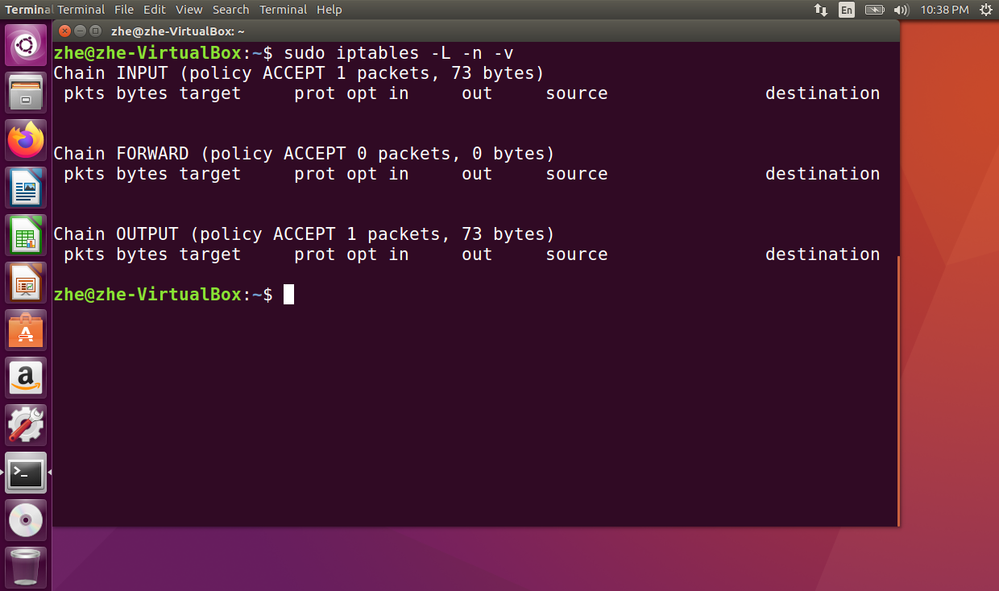 Terminal Terminal File Edit View Search Terminal Help En 10:38 PM
zhe@zhe-VirtualBox: ~
zhe@zhe-VirtualBox:~$ sudo iptables -L -n -v
Chain INPUT (policy ACCEPT 1 packets, 73 bytes)
pkts bytes target prot opt in out source destination
Chain FORWARD (policy ACCEPT 0 packets, 0 bytes)
pkts bytes target prot opt in out source destination
Chain OUTPUT (policy ACCEPT 1 packets, 73 bytes)
pkts bytes target prot opt in out source destination
zhe@zhe-VirtualBox:~$